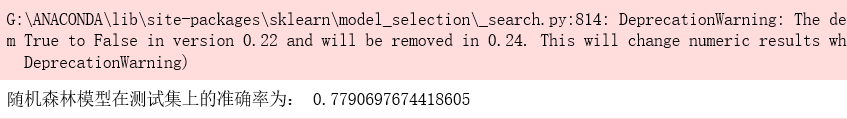 G:\ANACONDA\lib\site-packages\sklearn\model_selection\_search.py:814: DeprecationWarning: The de
m True to False in version 0.22 and will be removed in 0.24. This will change numeric results wh
DeprecationWarning)
随机森林模型在测试集上的准确率为： 0.7790697674418605